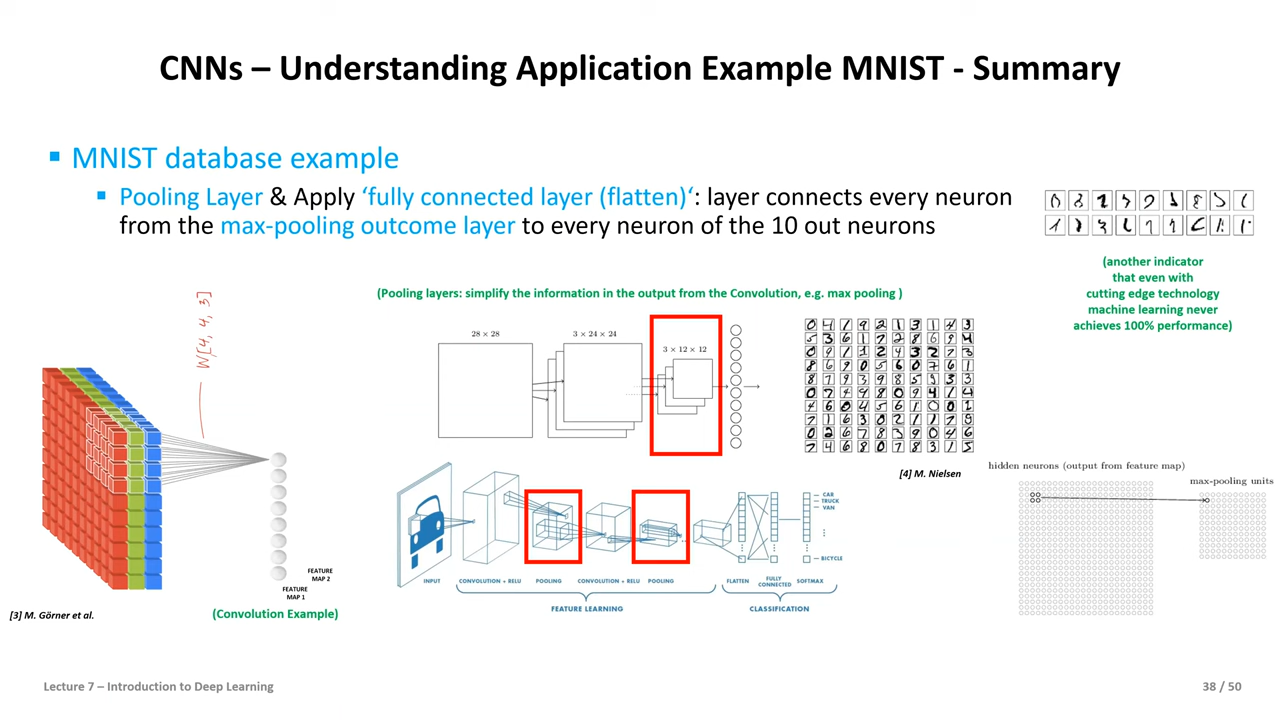 CNNs – Understanding Application Example MNIST - Summary
MNIST database example
Pooling Layer & Apply ‘fully connected layer (flatten)‘: layer connects every neuron
from the max-pooling outcome layer to every neuron of the 10 out neurons
(another indicator
that even with
cutting edge technology
machine learning never
achieves 100% performance)
(Pooling layers: simplify the information in the output from the Convolution, e.g. max pooling )
W[4, 4, 3]
28 × 28
3 × 24 × 24
3 × 12 × 12
[4] M. Nielsen
hidden neurons (output from feature map)
max-pooling units
CAR
TRUCK
VAN
BICYCLE
INPUT
CONVOLUTION + RELU
POOLING
CONVOLUTION + RELU
POOLING
FLATTEN
FULLY
CONNECTED
SOFTMAX
FEATURE LEARNING
CLASSIFICATION
FEATURE
MAP 2
FEATURE
MAP 1
[3] M. Görner et al.
(Convolution Example)
Lecture 7 – Introduction to Deep Learning
38 / 50